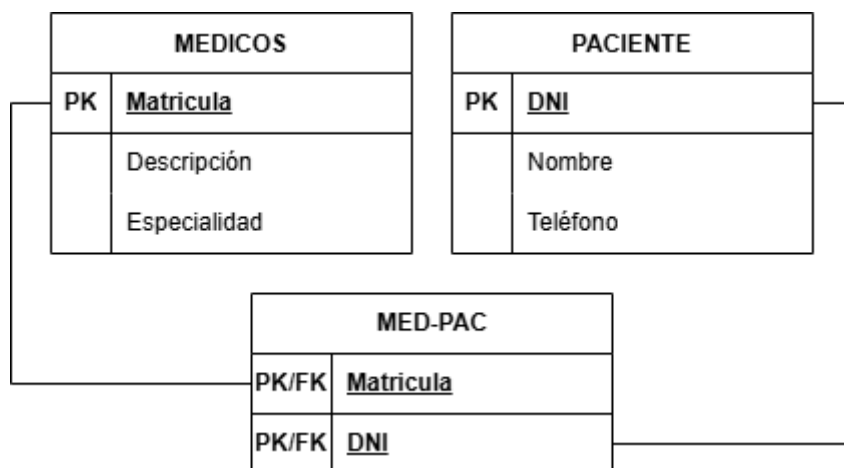 MEDICOS
PK Matricula
Descripción
Especialidad
PACIENTE
PK DNI
Nombre
Teléfono
MED-PAC
PK/FK Matricula
PK/FK DNI